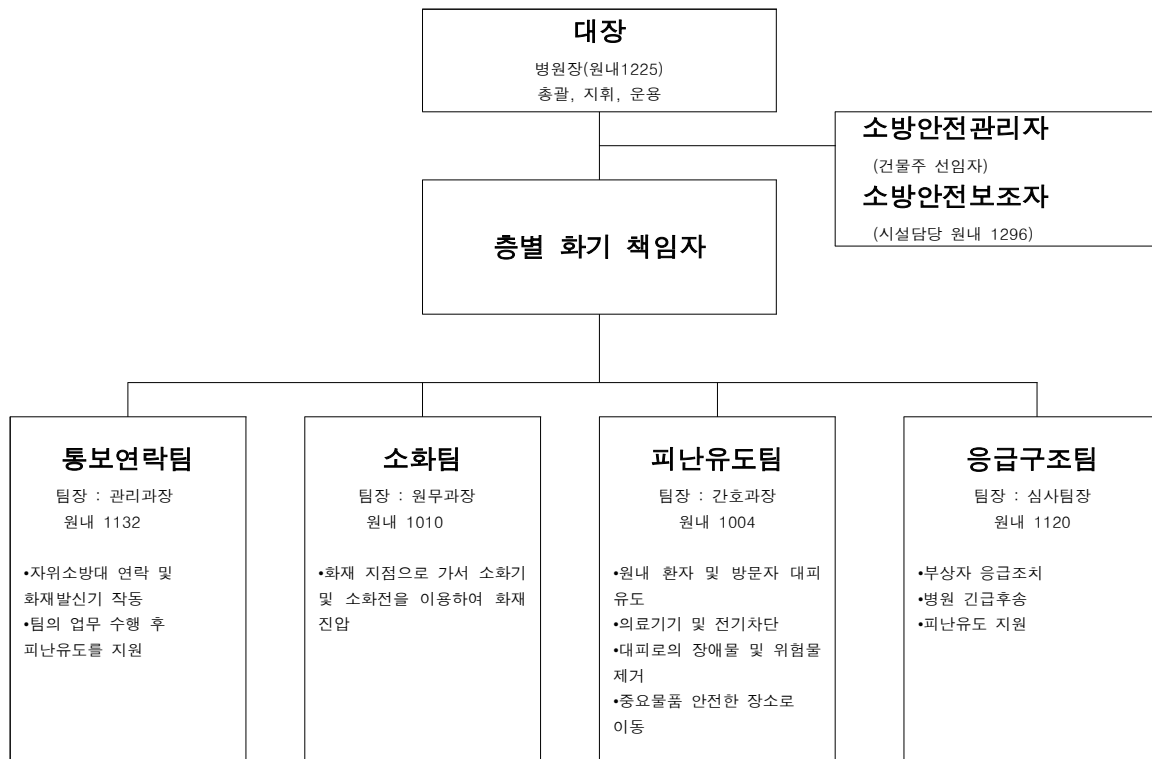 대장
병원장(원내1225)
총괄, 지휘, 운용
소방안전관리자
(건물주 선임자)
소방안전보조자
(시설담당 원내 1296)
층별 화기 책임자
통보연락팀
팀장 : 관리과장
원내 1132
•자위소방대 연락 및
화재발신기 작동
•팀의 업무 수행 후
피난유도를 지원
소화팀
팀장 : 원무과장
원내 1010
•화재 지점으로 가서 소화기
및 소화전을 이용하여 화재
진압
피난유도팀
팀장 : 간호과장
원내 1004
•원내 환자 및 방문자 대피
유도
•의료기기 및 전기차단
•대피로의 장애물 및 위험물
제거
•중요물품 안전한 장소로
이동
응급구조팀
팀장 : 심사팀장
원내 1120
•부상자 응급조치
•병원 긴급후송
•피난유도 지원